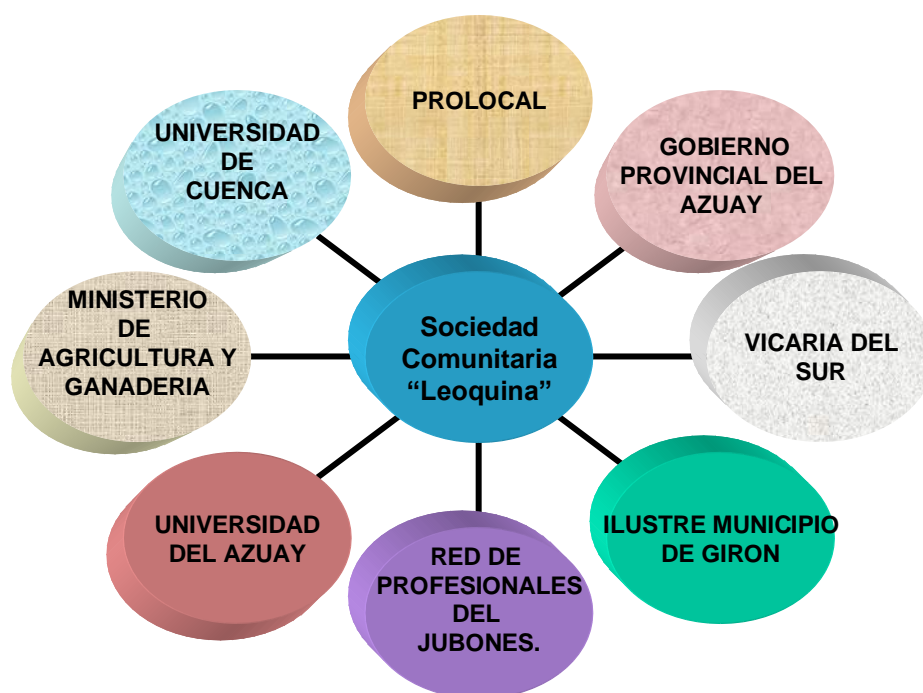 PROLOCAL
UNIVERSIDAD
DE
CUENCA
GOBIERNO
PROVINCIAL DEL
AZUAY
MINISTERIO
DE
AGRICULTURA Y
GANADERIA
Sociedad
Comunitaria
“Leoquina”
VICARIA DEL
SUR
UNIVERSIDAD
DEL AZUAY
RED DE
PROFESIONALES
DEL
JUBONES.
ILUSTRE MUNICIPIO
DE GIRON